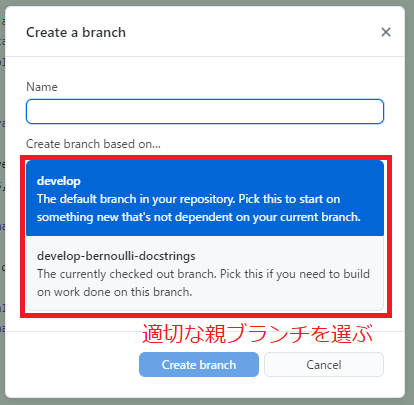 Create a branch
Name
Create branch based on...
develop
The default branch in your repository. Pick this to start on
something new that's not dependent on your current branch.
develop-bernoulli-docstrings
The currently checked out branch. Pick this if you need to build
on work done on this branch.
適切な親ブランチを選ぶ
Create branch
Cancel